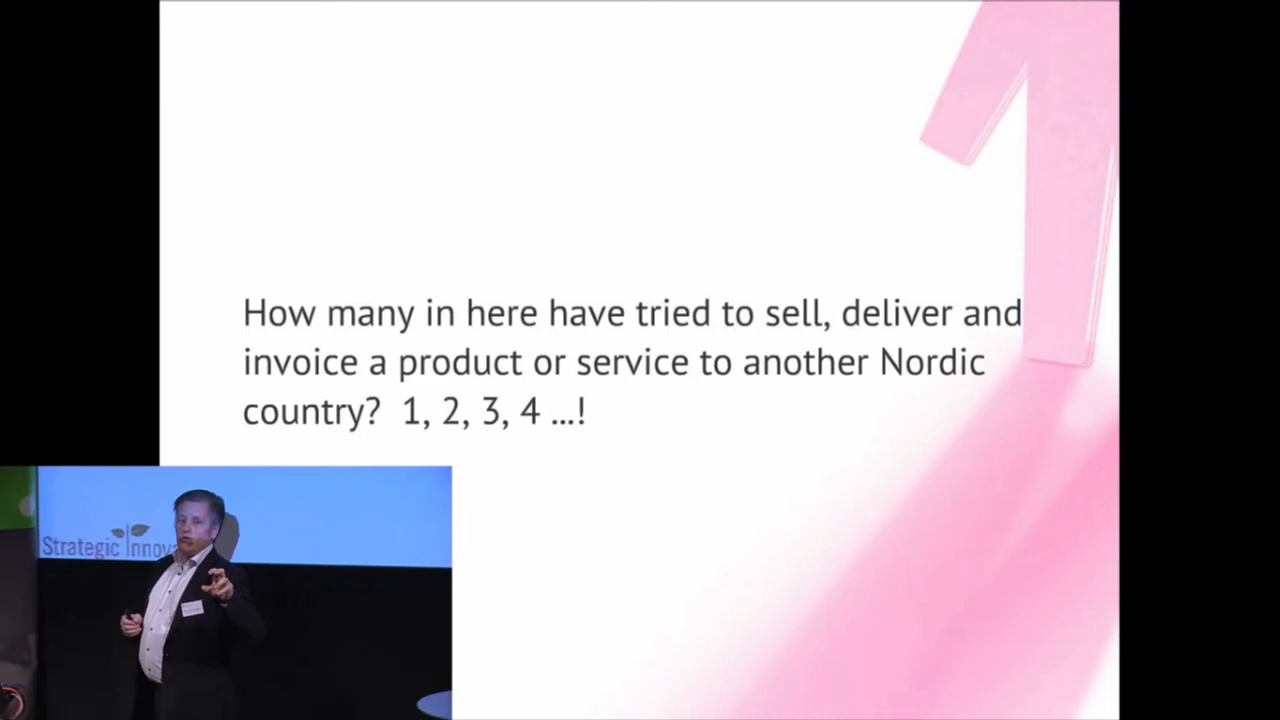 1
How many in here have tried to sell, deliver and
invoice a product or service to another Nordic
country? 1, 2, 3, 4 ...!
Strategic